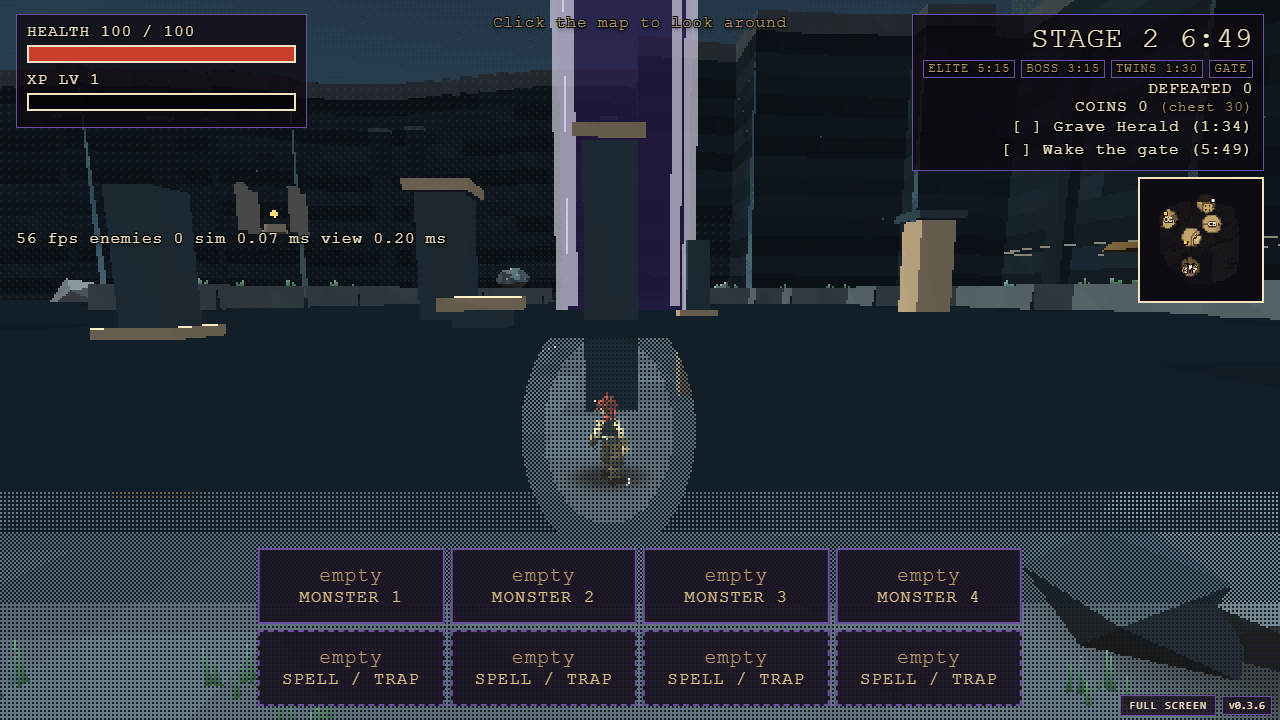 Click the map to look around
HEALTH 100 / 100
XP LV 1
STAGE 2 6:49
ELITE 5:15 BOSS 3:15 TWINS 1:30 GATE
DEFEATED 0
COINS 0 (chest 30)
[ ] Grave Herald (1:34)
[ ] Wake the gate (5:49)
56 fps enemies 0 sim 0.07 ms view 0.20 ms
empty
MONSTER 1
empty
MONSTER 2
empty
MONSTER 3
empty
MONSTER 4
empty
SPELL / TRAP
empty
SPELL / TRAP
empty
SPELL / TRAP
empty
SPELL / TRAP
FULL SCREEN
v0.3.6